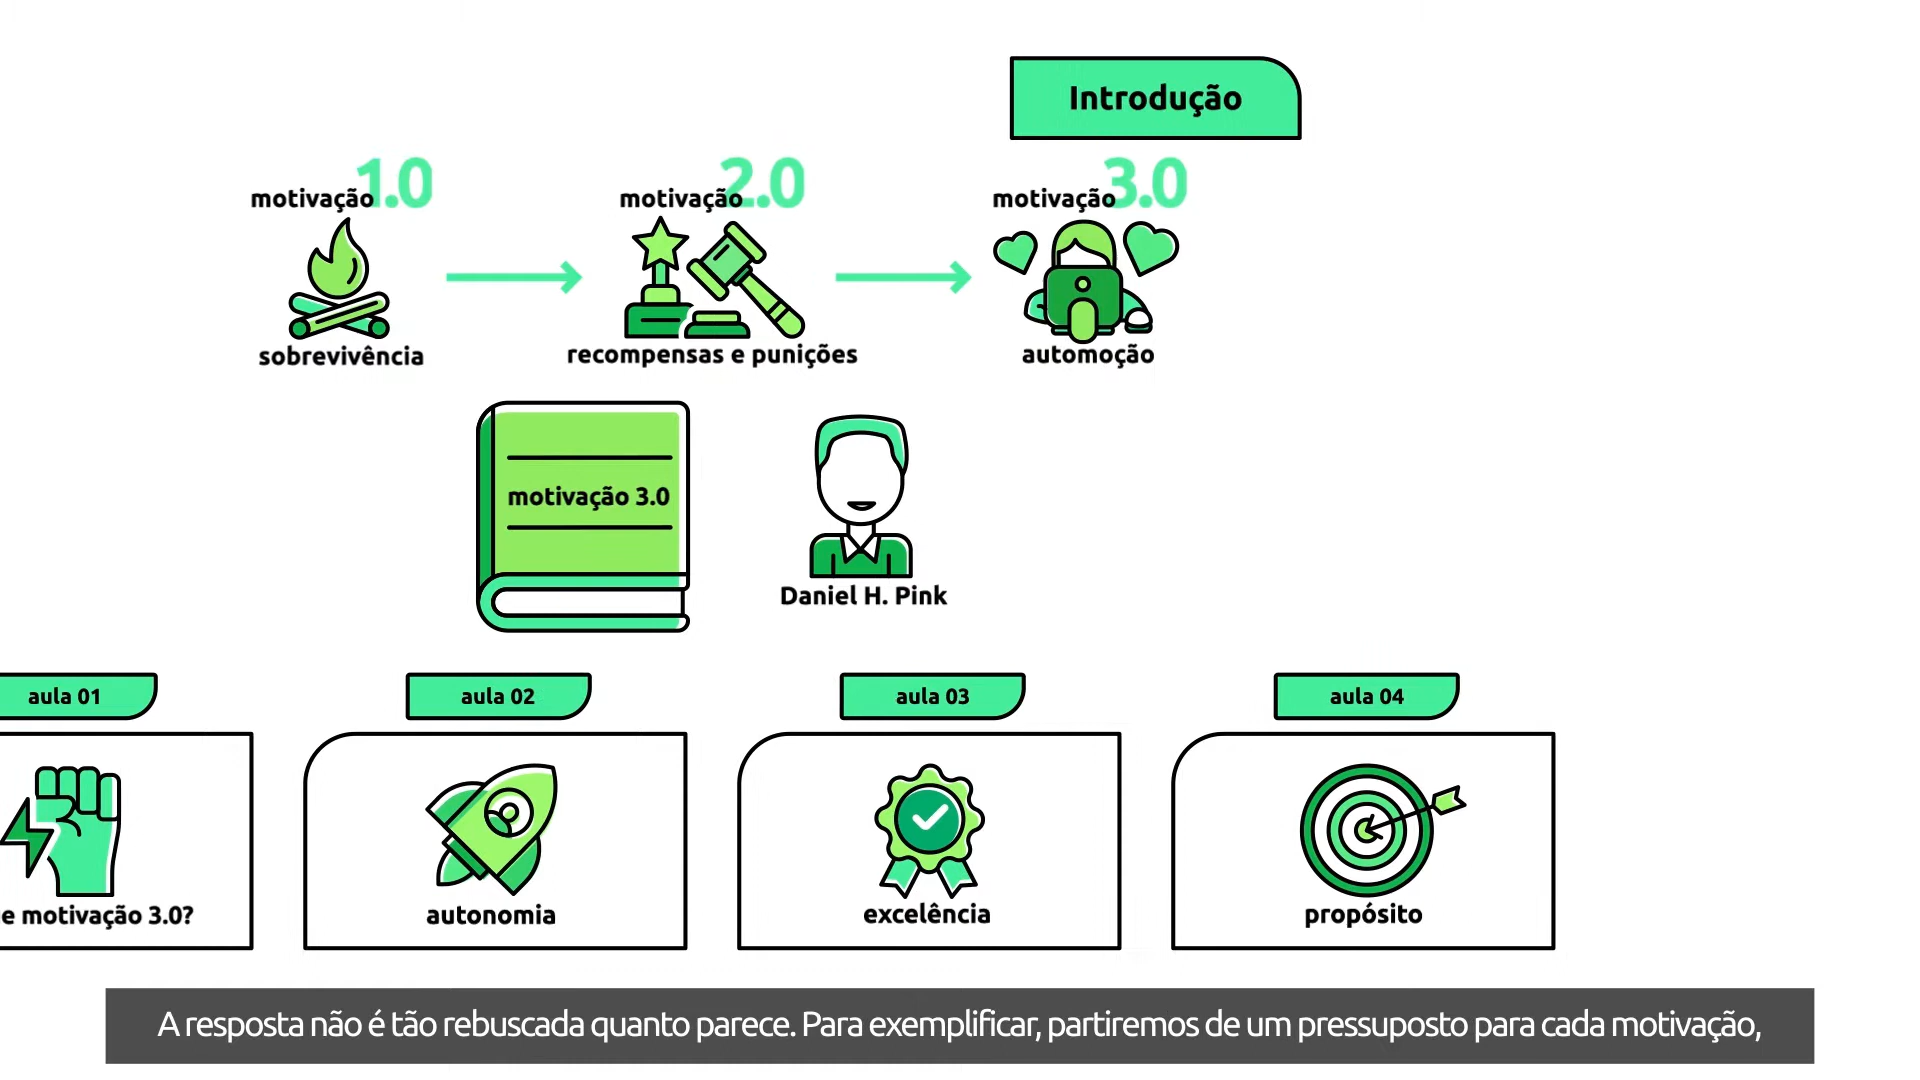 Introdução
motivação 1.0
motivação 2.0
motivação 3.0
sobrevivência
recompensas e punições
automoção
motivação 3.0
Daniel H. Pink
aula 01
aula 02
aula 03
aula 04
e motivação 3.0?
autonomia
excelência
propósito
A resposta não é tão rebuscada quanto parece. Para exemplificar, partiremos de um pressuposto para cada motivação,